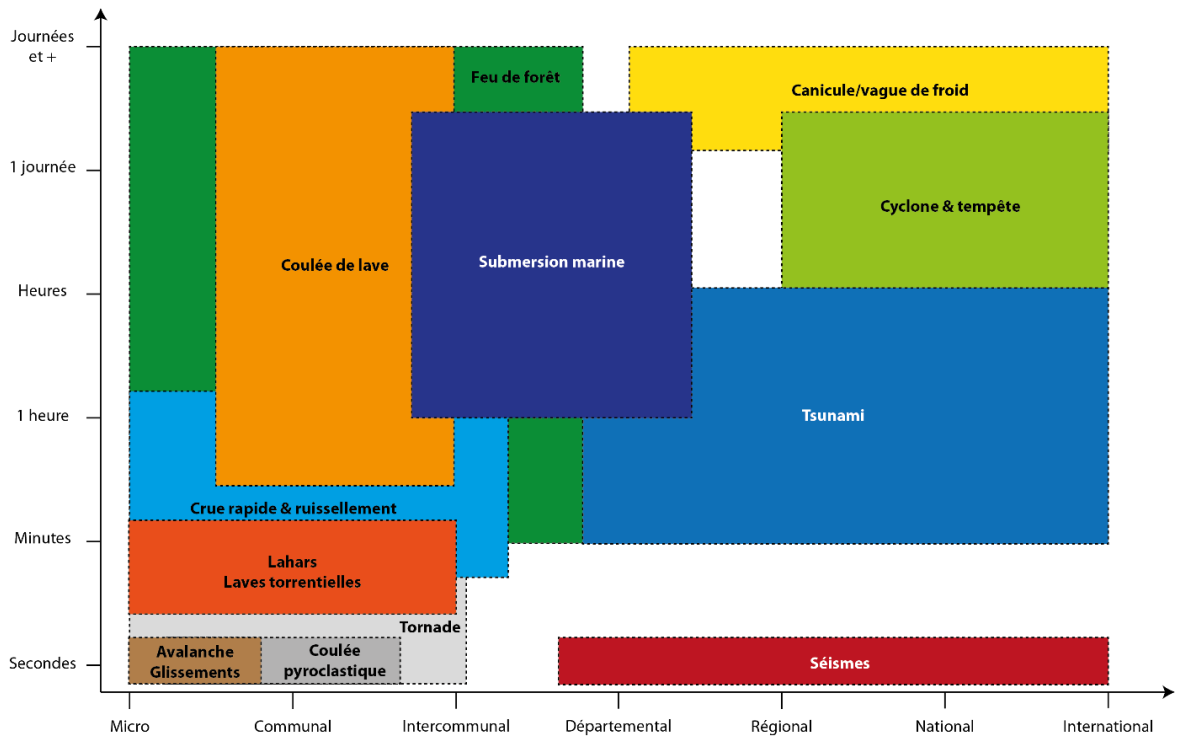 Journées
et +
Feu de forêt
Canicule/vague de froid
1 journée
Cyclone & tempête
Coulée de lave
Submersion marine
Heures
1 heure
Tsunami
Crue rapide & ruissellement
Minutes
Lahars
Laves torrentielles
Tornade
Avalanche
Glissements
Coulée
pyroclastique
Secondes
Séismes
Micro
Communal
Intercommunal
Départemental
Régional
National
International